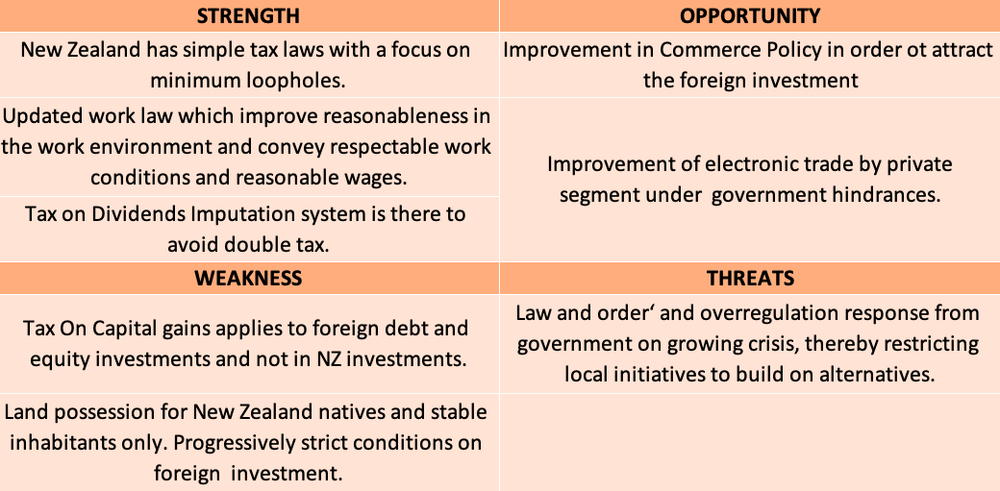 STRENGTH
OPPORTUNITY
New Zealand has simple tax laws with a focus on
minimum loopholes.
Improvement in Commerce Policy in order ot attract
the foreign investment
Updated work law which improve reasonableness in
the work environment and convey respectable work
conditions and reasonable wages.
Improvement of electronic trade by private
segment under  government hindrances.
Tax on Dividends Imputation system is there to
avoid double tax.
WEAKNESS
THREATS
Tax On Capital gains applies to foreign debt and
equity investments and not in NZ investments.
Law and order‘ and overregulation response from
government on growing crisis, thereby restricting
local initiatives to build on alternatives.
Land possession for New Zealand natives and stable
inhabitants only. Progressively strict conditions on
foreign  investment.